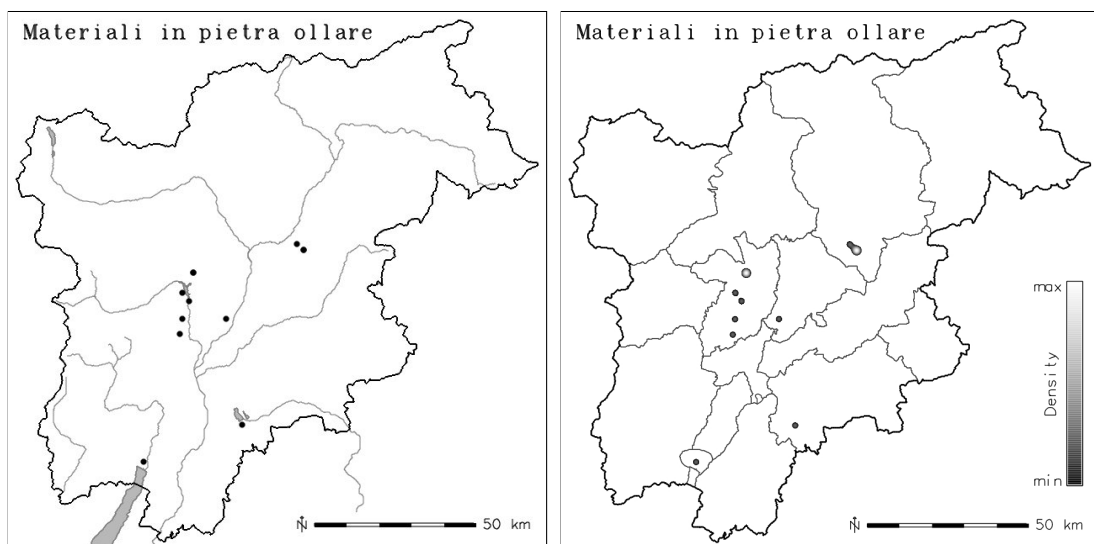 Materiali in pietra ollare
N 50 km
Materiali in pietra ollare
max
Density
min
N 50 km